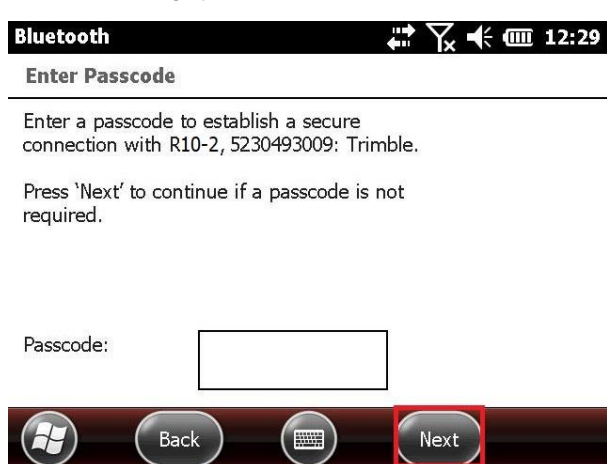 Bluetooth 12:29
Enter Passcode
Enter a passcode to establish a secure
connection with R10-2, 5230493009: Trimble.
Press ‘Next’ to continue if a passcode is not
required.
Passcode:
Back Next